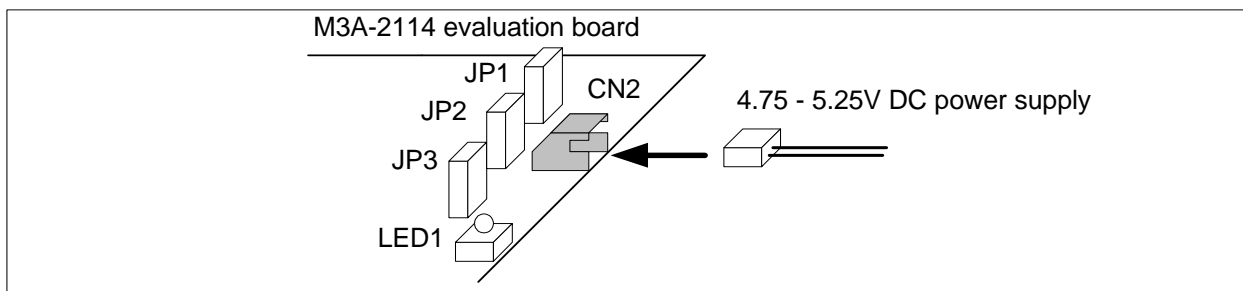 M3A-2114 evaluation board
JP1
CN2
4.75 - 5.25V DC power supply
JP2
JP3
LED1